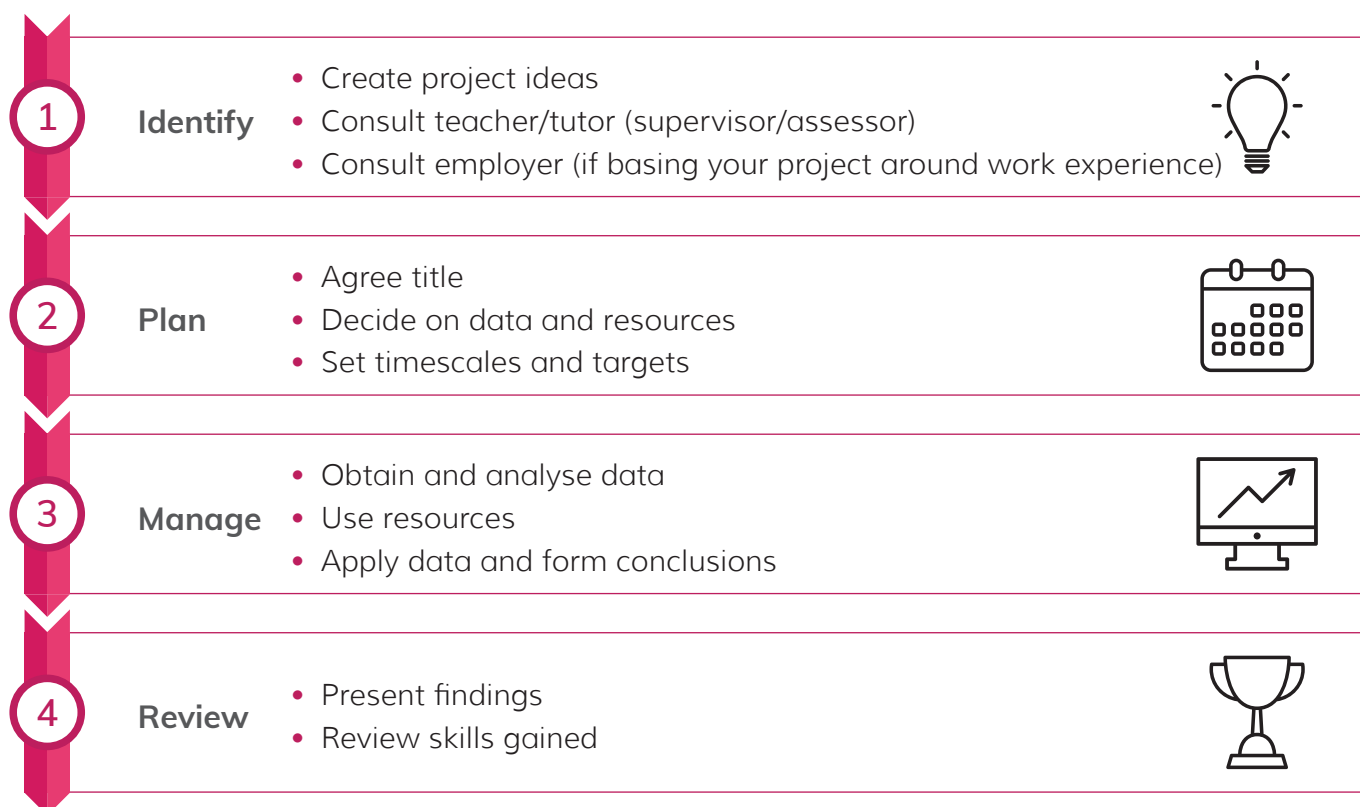 1
Identify
• Create project ideas
• Consult teacher/tutor (supervisor/assessor)
• Consult employer (if basing your project around work experience)
2
Plan
• Agree title
• Decide on data and resources
• Set timescales and targets
3
Manage
• Obtain and analyse data
• Use resources
• Apply data and form conclusions
4
Review
• Present findings
• Review skills gained